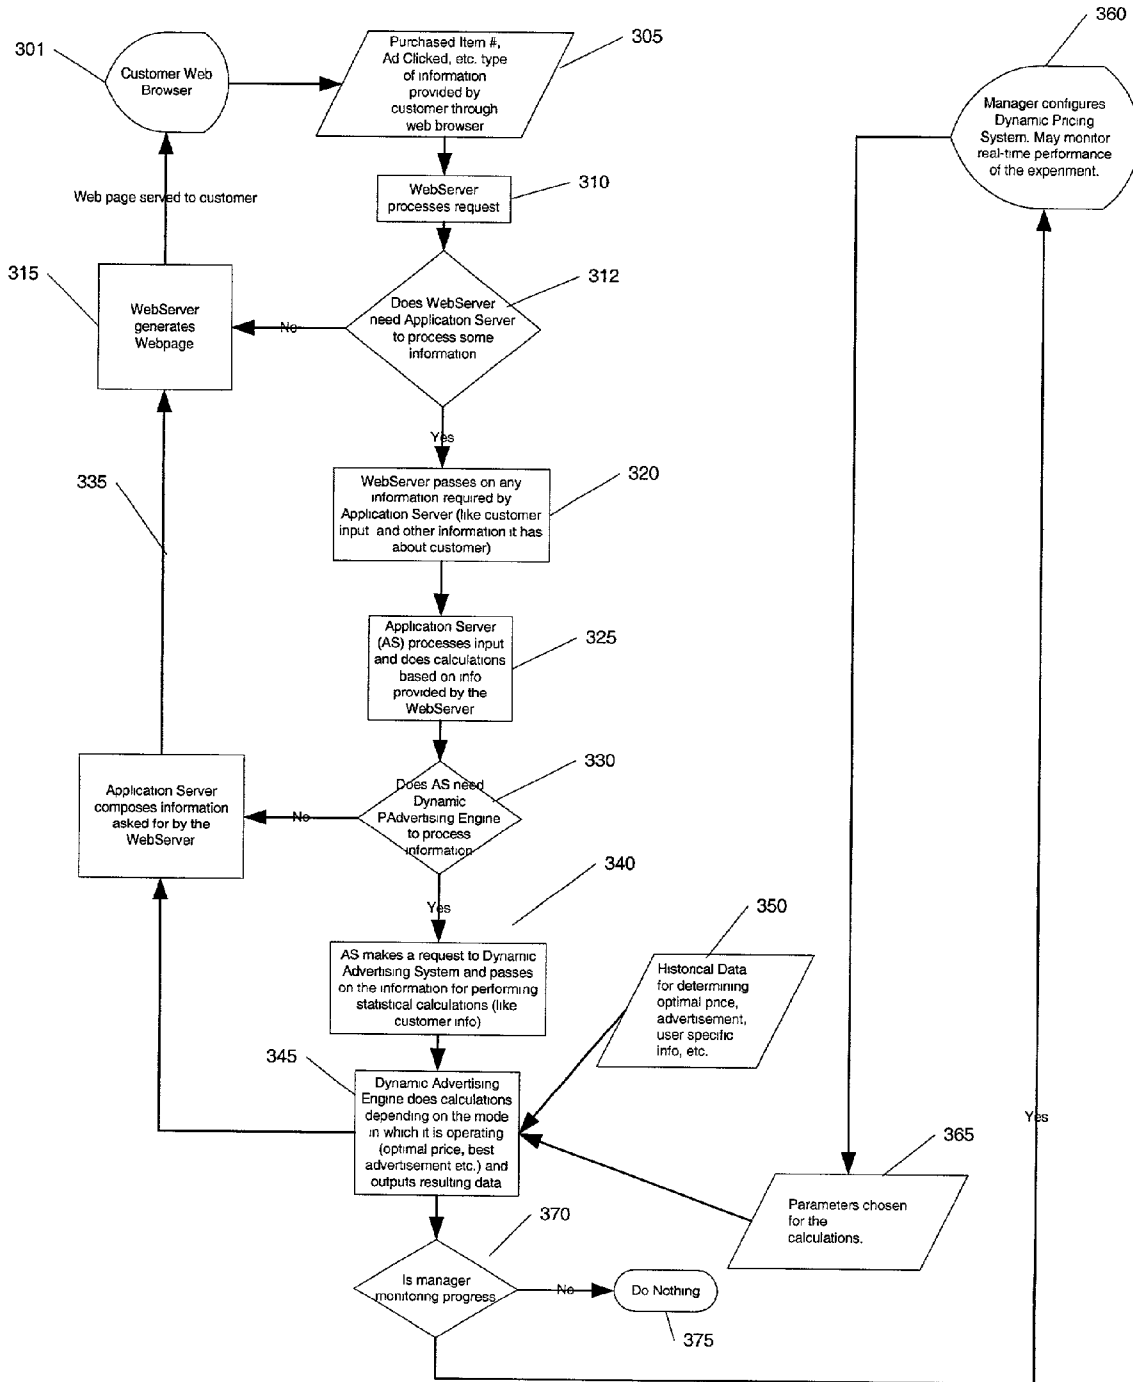 360
301
305
Purchased Item #,
Ad Clicked, etc. type
of information
provided by
customer through
web browser
Customer Web
Browser
Manager configures
Dynamic Pricing
System. May monitor
real-time performance
of the experiment.
310
WebServer
processes request
Web page served to customer
315
312
WebServer
generates
Webpage
No
Does WebServer
need Application Server
to process some
information
Yes
335
320
WebServer passes on any
information required by
Application Server (like customer
input and other information it has
about customer)
325
Application Server
(AS) processes input
and does calculations
based on info
provided by the
WebServer
330
Application Server
composes information
asked for by the
WebServer
No
Does AS need
Dynamic
PAdvertising Engine
to process
information
Yes
340
350
AS makes a request to Dynamic
Advertising System and passes
on the information for performing
statistical calculations (like
customer info)
Historical Data
for determining
optimal price,
advertisement,
user specific
info, etc.
345
Dynamic Advertising
Engine does calculations
depending on the mode
in which it is operating
(optimal price, best
advertisement etc.) and
outputs resulting data
Yes
365
Parameters chosen
for the
calculations.
370
Is manager
monitoring progress
No
Do Nothing
375